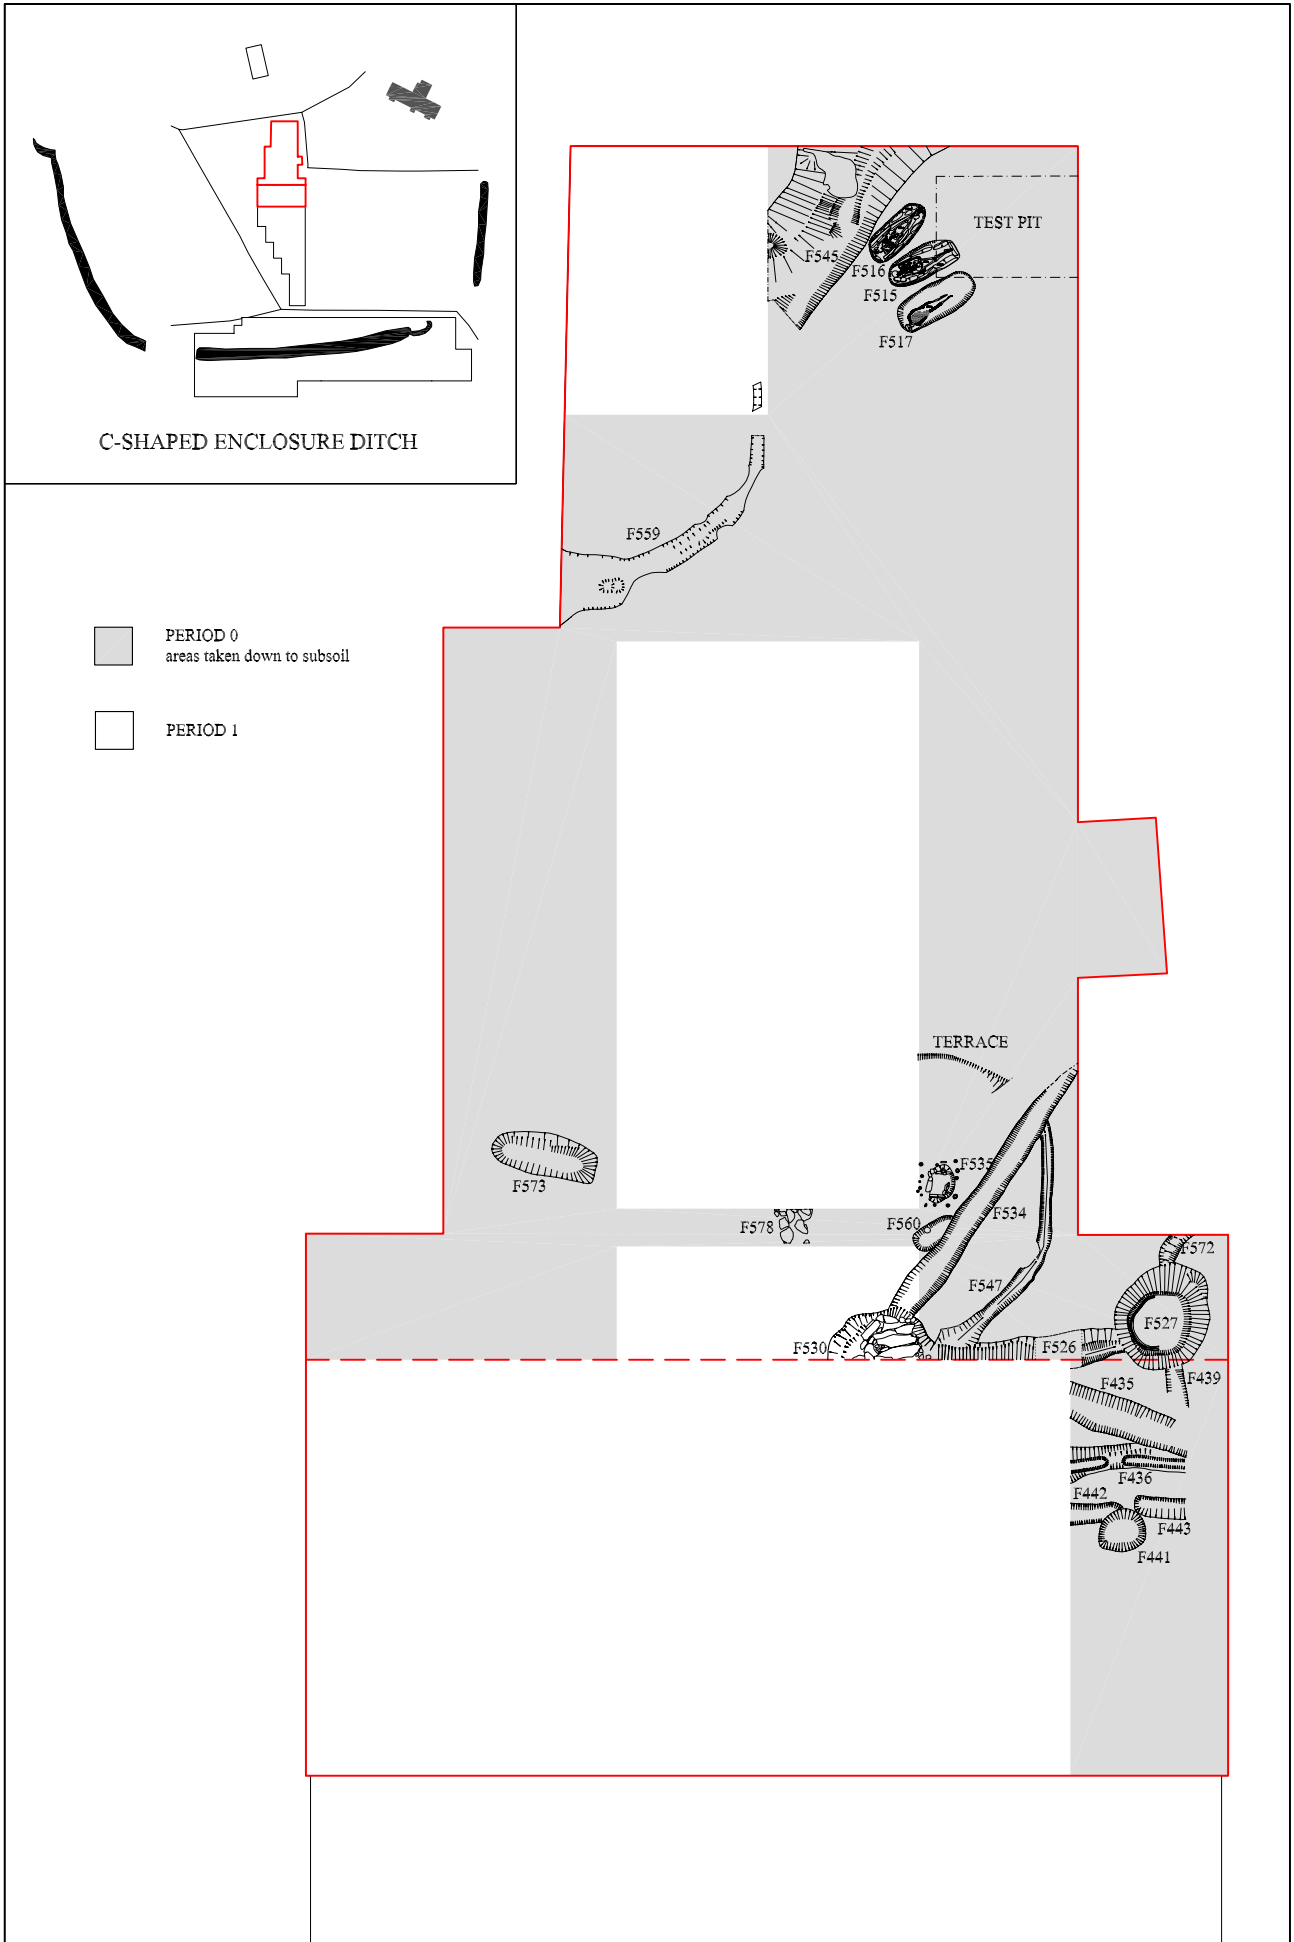 C-SHAPED ENCLOSURE DITCH
TEST PIT
F545
F516
F515
F517
F559
PERIOD 0
areas taken down to subsoil
PERIOD 1
TERRACE
F573
F535
F578
F560
F534
F572
F547
F527
F530
F526
F439
F435
F436
F442
F443
F441